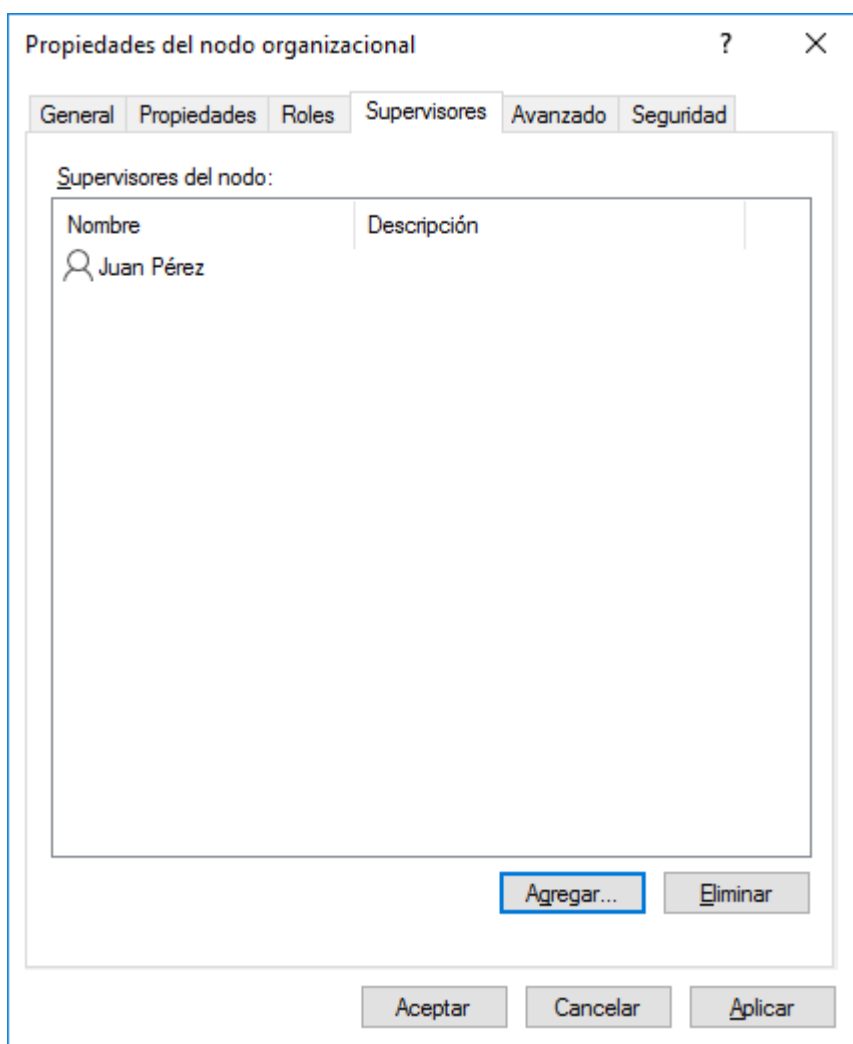 Propiedades del nodo organizacional ?
General Propiedades Roles Supervisores Avanzado Seguridad
Supervisores del nodo:
Nombre Descripción
Juan Pérez
Agregar... Eliminar
Aceptar Cancelar Aplicar